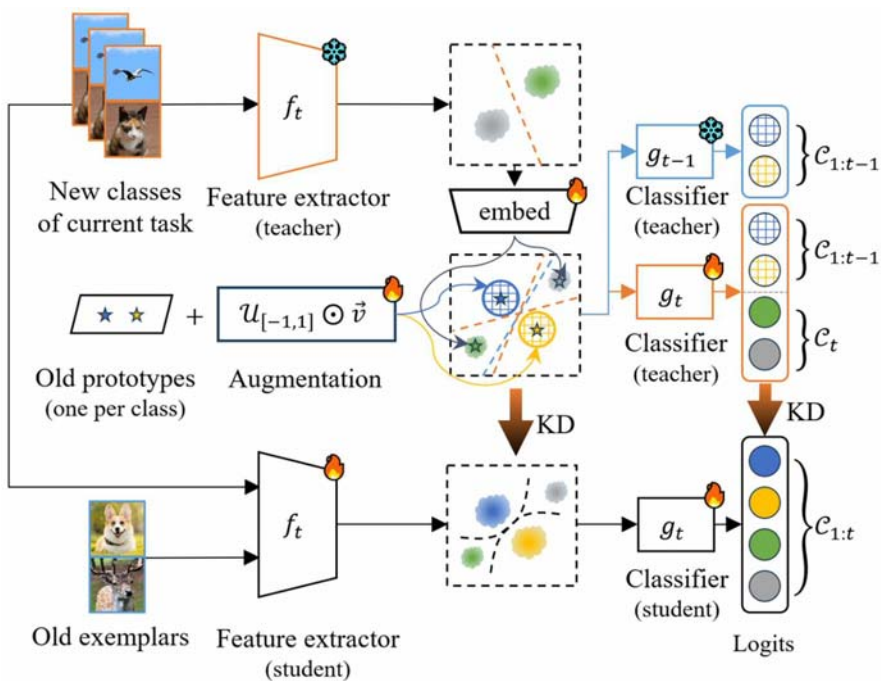 New classes
of current task
f_t
Feature extractor
(teacher)
embed
g_{t-1}
Classifier
(teacher)
C_{1:t-1}
C_{1:t-1}
g_t
Classifier
(teacher)
C_t
+
U_{[-1,1]} ⊙ v⃗
Old prototypes
(one per class)
Augmentation
KD
KD
f_t
Feature extractor
(student)
Old exemplars
g_t
Classifier
(student)
C_{1:t}
Logits